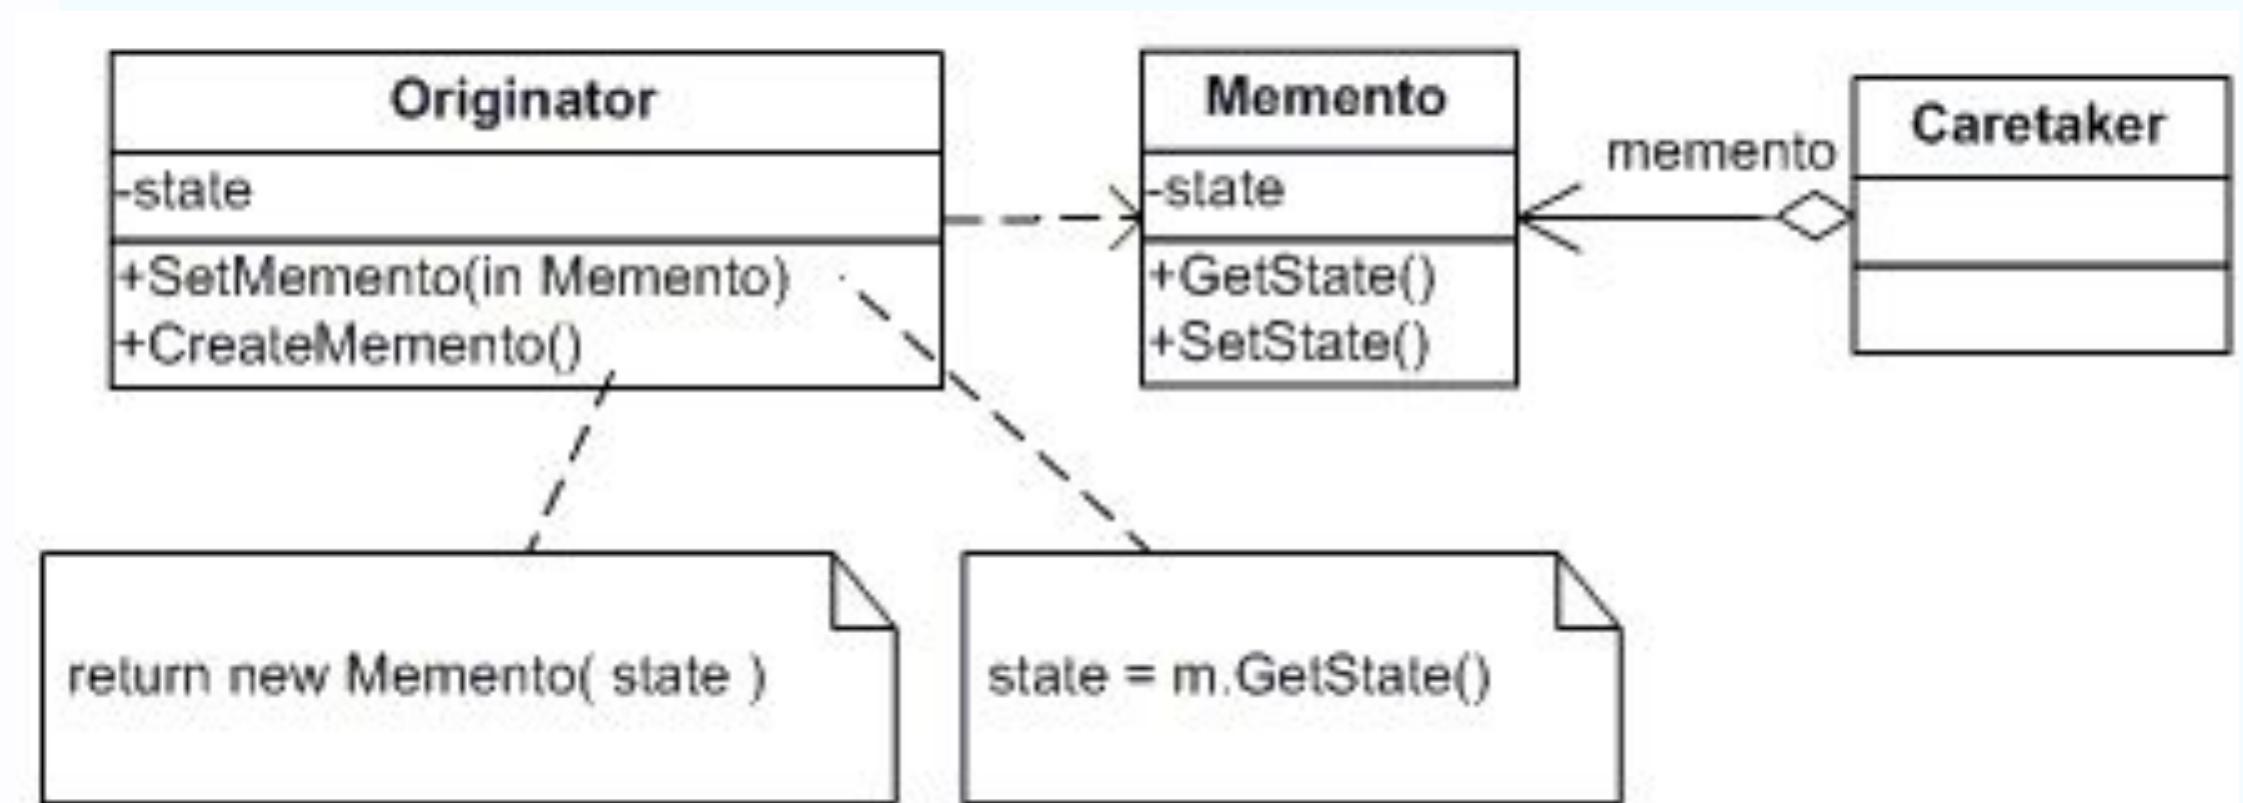 Originator
-state
+SetMemento(in Memento)
+CreateMemento()
Memento
-state
+GetState()
+SetState()
memento
Caretaker
return new Memento( state )
state = m.GetState()